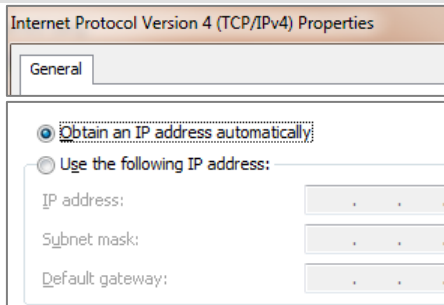 Internet Protocol Version 4 (TCP/IPv4) Properties
General
Obtain an IP address automatically
Use the following IP address:
IP address:
Subnet mask:
Default gateway: